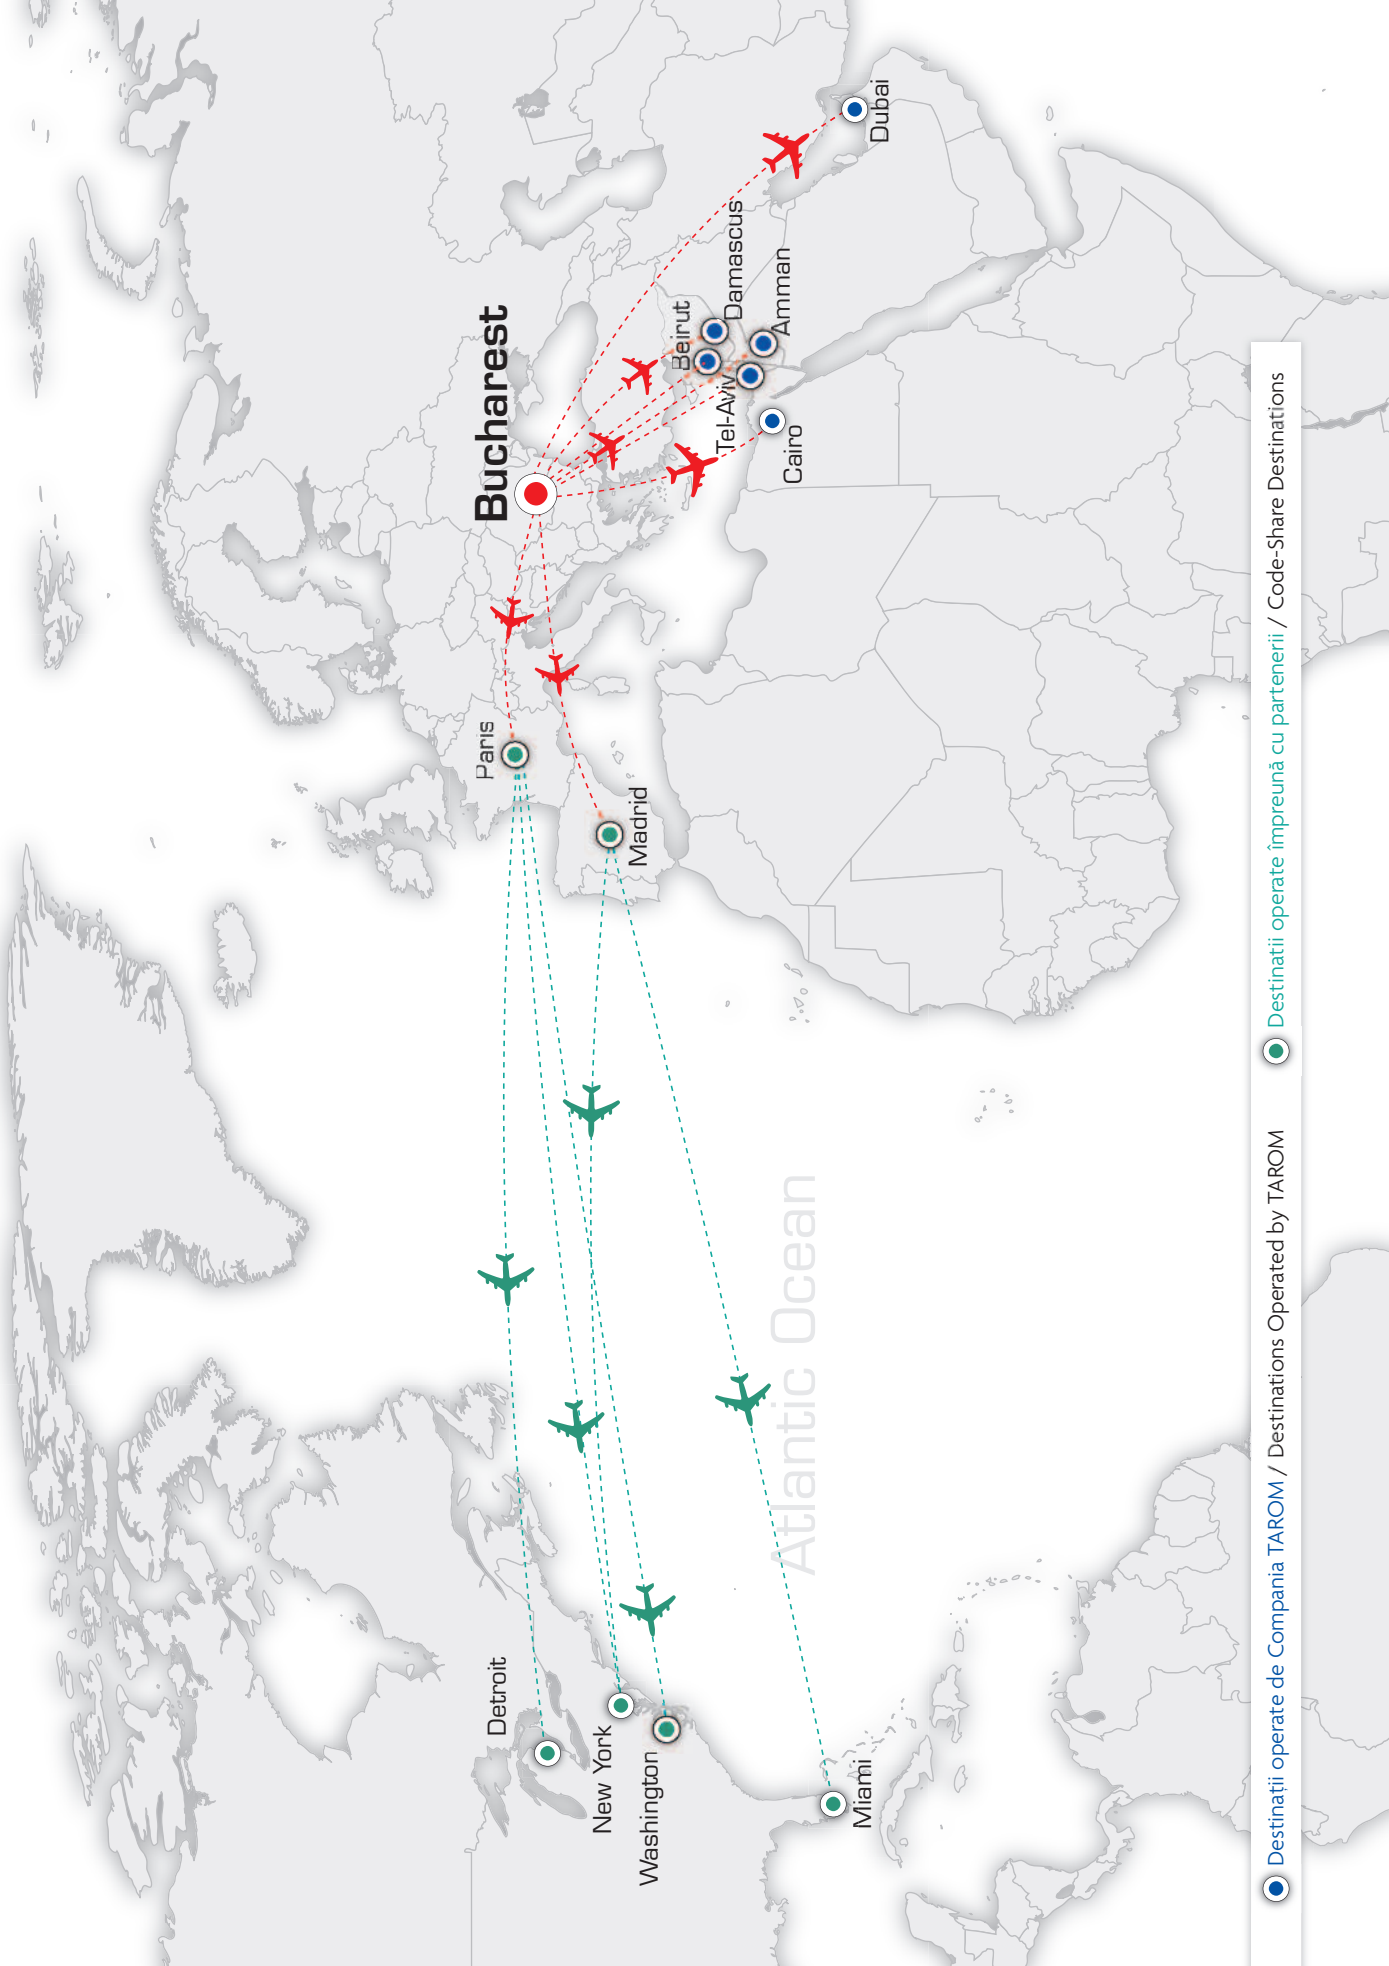 Bucharest
Paris
Madrid
Beirut
Damascus
Amman
Tel-Aviv
Cairo
Dubai
Detroit
New York
Washington
Miami
Atlantic Ocean
Destinații operate de Compania TAROM / Destinations Operated by TAROM
Destinatii operate împreună cu partenerii / Code-Share Destinations